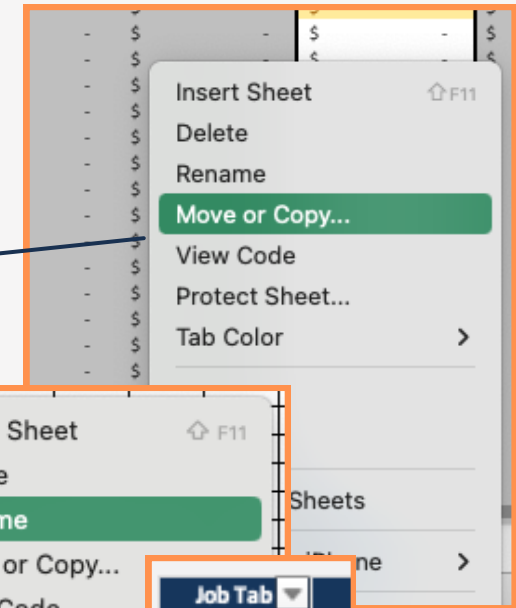 - $ - $ - $
- $ $ $
- $
Insert Sheet ⇧F11
- $
Delete
- $
Rename
- $
- $
Move or Copy...
- $
View Code
- $
Protect Sheet...
- $
Tab Color >
- $
- $
Sheet ⇧ F11
Sheets
or Copy...
>
Job Tab